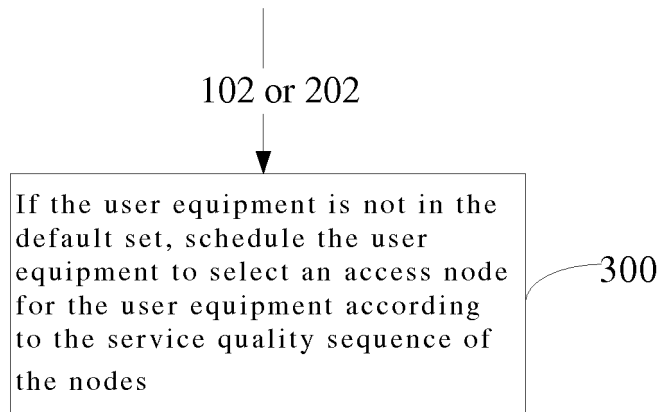 102 or 202
If the user equipment is not in the
default set, schedule the user
equipment to select an access node
for the user equipment according
to the service quality sequence of
the nodes
300